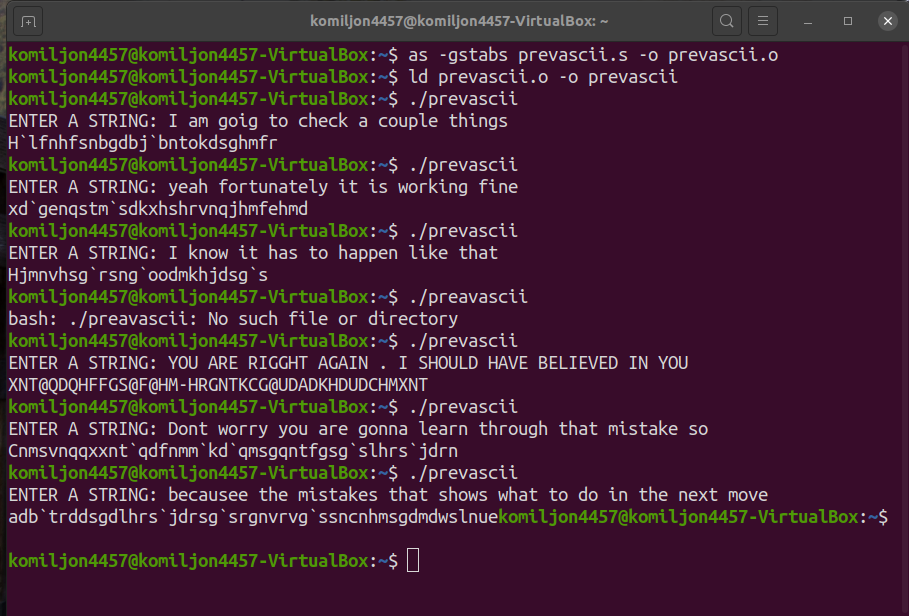 komiljon4457@komiljon4457-VirtualBox: ~
komiljon4457@komiljon4457-VirtualBox:~$ as -gstabs prevascii.s -o prevascii.o
komiljon4457@komiljon4457-VirtualBox:~$ ld prevascii.o -o prevascii
komiljon4457@komiljon4457-VirtualBox:~$ ./prevascii
ENTER A STRING: I am goig to check a couple things
H`lfnhfsnbgdbj`bntokdsghmfr
komiljon4457@komiljon4457-VirtualBox:~$ ./prevascii
ENTER A STRING: yeah fortunately it is working fine
xd`genqstm`sdkxhshrvnqjhmfehmd
komiljon4457@komiljon4457-VirtualBox:~$ ./prevascii
ENTER A STRING: I know it has to happen like that
Hjmnvhsg`rsng`oodmkhjdsg`s
komiljon4457@komiljon4457-VirtualBox:~$ ./preavascii
bash: ./preavascii: No such file or directory
komiljon4457@komiljon4457-VirtualBox:~$ ./prevascii
ENTER A STRING: YOU ARE RIGGHT AGAIN . I SHOULD HAVE BELIEVED IN YOU
XNT@QDQHFFGS@F@HM-HRGNTKCG@UDADKHDUDCHMXNT
komiljon4457@komiljon4457-VirtualBox:~$ ./prevascii
ENTER A STRING: Dont worry you are gonna learn through that mistake so
Cnmsvnqqxxnt`qdfnmm`kd`qmsgqntfgsg`slhrs`jdrn
komiljon4457@komiljon4457-VirtualBox:~$ ./prevascii
ENTER A STRING: becausee the mistakes that shows what to do in the next move
adb`trddsgdlhrs`jdrsg`srgnvrvg`ssncnhmsgdmdwslnuekomiljon4457@komiljon4457-VirtualBox:~$
komiljon4457@komiljon4457-VirtualBox:~$